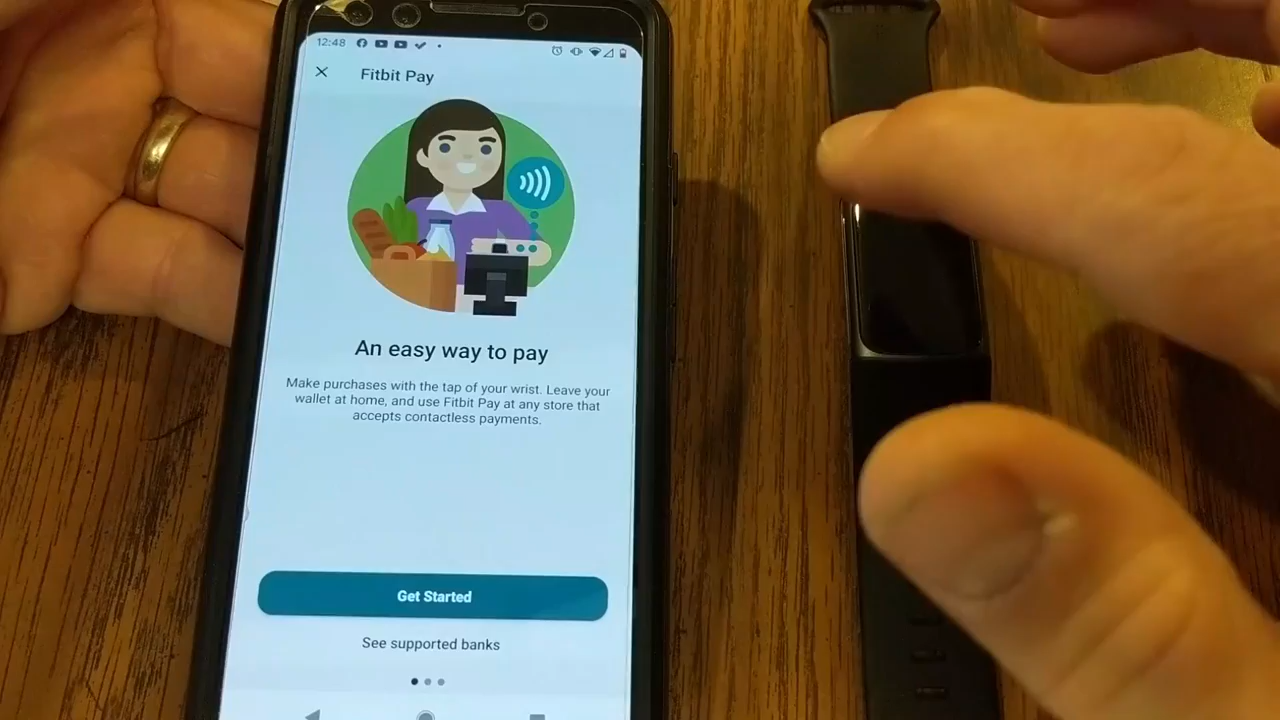 12:48
Fitbit Pay
An easy way to pay
Make purchases with the tap of your wrist. Leave your
wallet at home, and use Fitbit Pay at any store that
accepts contactless payments.
Get Started
See supported banks